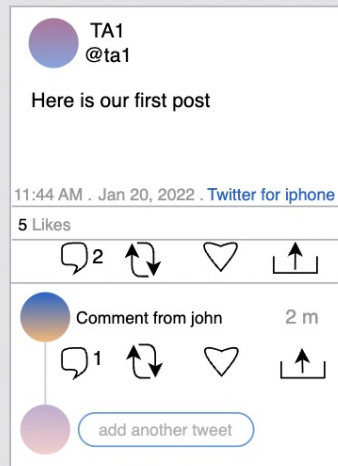 TA1
@ta1
Here is our first post
11:44 AM . Jan 20, 2022 . Twitter for iphone
5 Likes
2
Comment from john 2 m
1
add another tweet